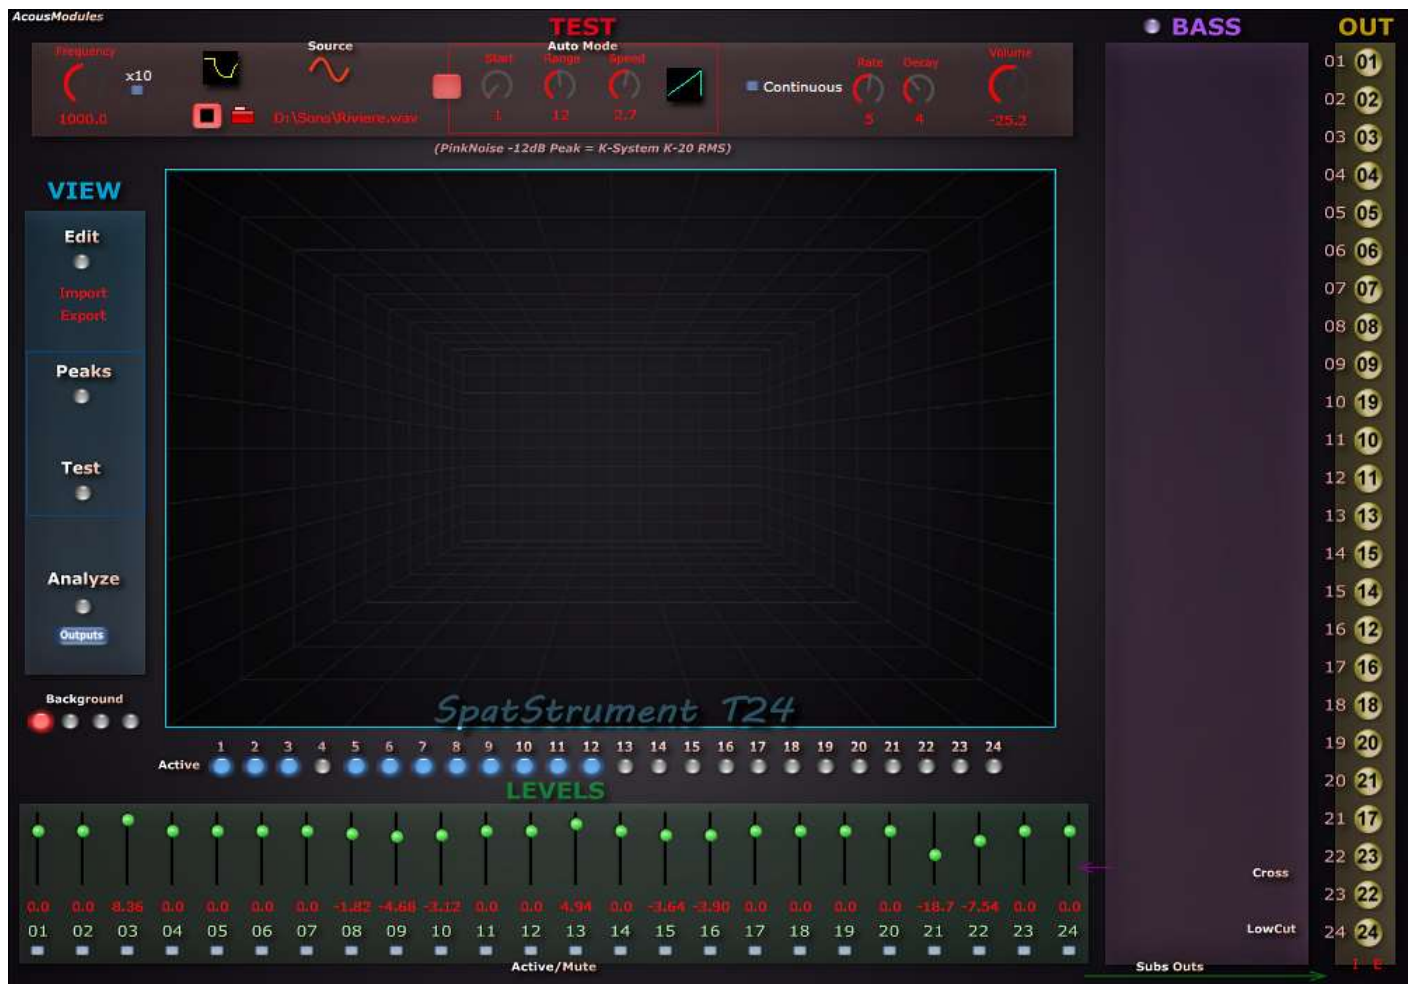 AcousModules
TEST
BASS
OUT
Frequency
x10
1000.0
Source
D:\Sons\Riviere.wav
Auto Mode
Start
Range
Speed
1
12
2.7
Continuous
Rate
Decay
5
4
Volume
-25.2
(PinkNoise -12dB Peak = K-System K-20 RMS)
VIEW
Edit
Import
Export
Peaks
Test
Analyze
Outputs
Background
SpatStrument T24
1 2 3 4 5 6 7 8 9 10 11 12 13 14 15 16 17 18 19 20 21 22 23 24
Active
LEVELS
0.0 0.0 8.36 0.0 0.0 0.0 0.0 -1.82 -4.68 -3.12 0.0 0.0 4.94 0.0 -3.64 -3.90 0.0 0.0 0.0 0.0 -18.7 -7.54 0.0 0.0
01 02 03 04 05 06 07 08 09 10 11 12 13 14 15 16 17 18 19 20 21 22 23 24
Active/Mute
Cross
LowCut
Subs Outs
01 01
02 02
03 03
04 04
05 05
06 06
07 07
08 08
09 09
10 19
11 10
12 11
13 13
14 15
15 14
16 12
17 16
18 18
19 20
20 21
21 17
22 23
23 22
24 24
I E